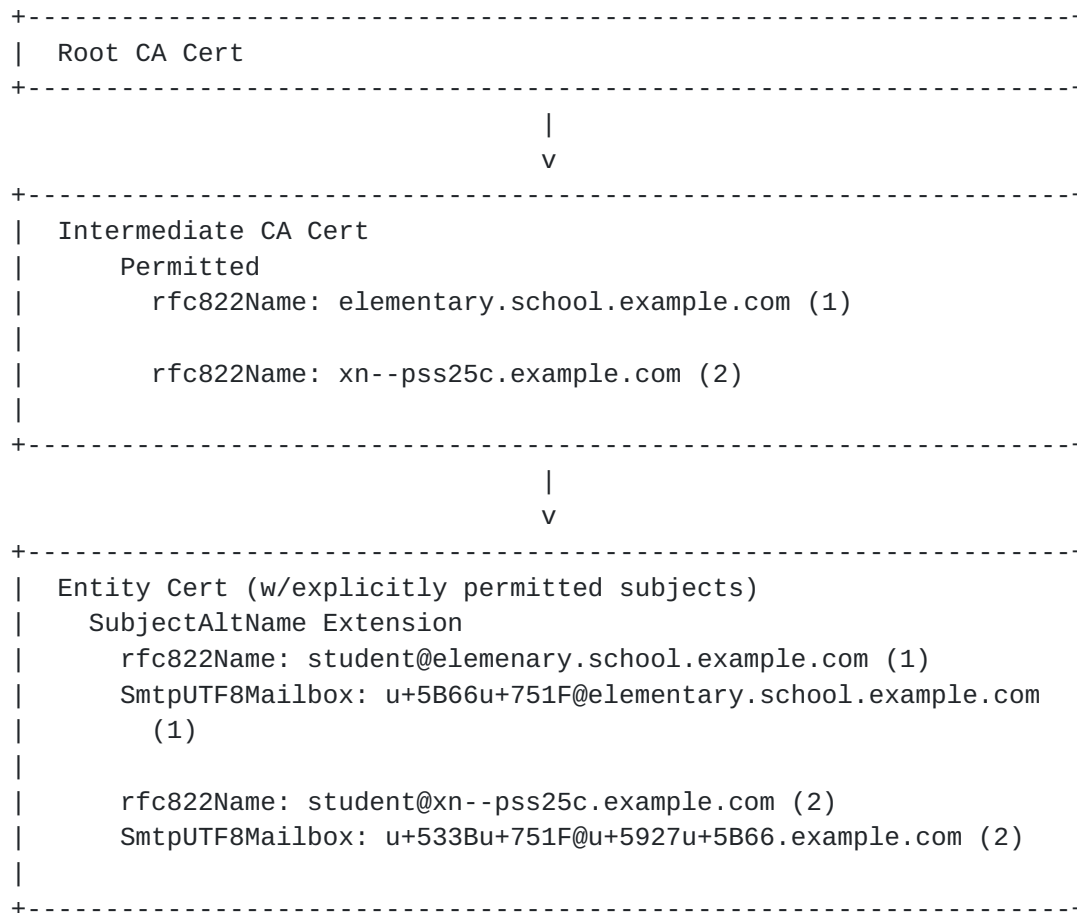 +-------------------------------------------------------------------+
|  Root CA Cert
+-------------------------------------------------------------------+
|
v
+-------------------------------------------------------------------+
|  Intermediate CA Cert
|      Permitted
|        rfc822Name: elementary.school.example.com (1)
|
|        rfc822Name: xn--pss25c.example.com (2)
|
+-------------------------------------------------------------------+
|
v
+-------------------------------------------------------------------+
|  Entity Cert (w/explicitly permitted subjects)
|    SubjectAltName Extension
|      rfc822Name: student@elemenary.school.example.com (1)
|      SmtpUTF8Mailbox: u+5B66u+751F@elementary.school.example.com
|        (1)
|
|      rfc822Name: student@xn--pss25c.example.com (2)
|      SmtpUTF8Mailbox: u+533Bu+751F@u+5927u+5B66.example.com (2)
|
+-------------------------------------------------------------------+